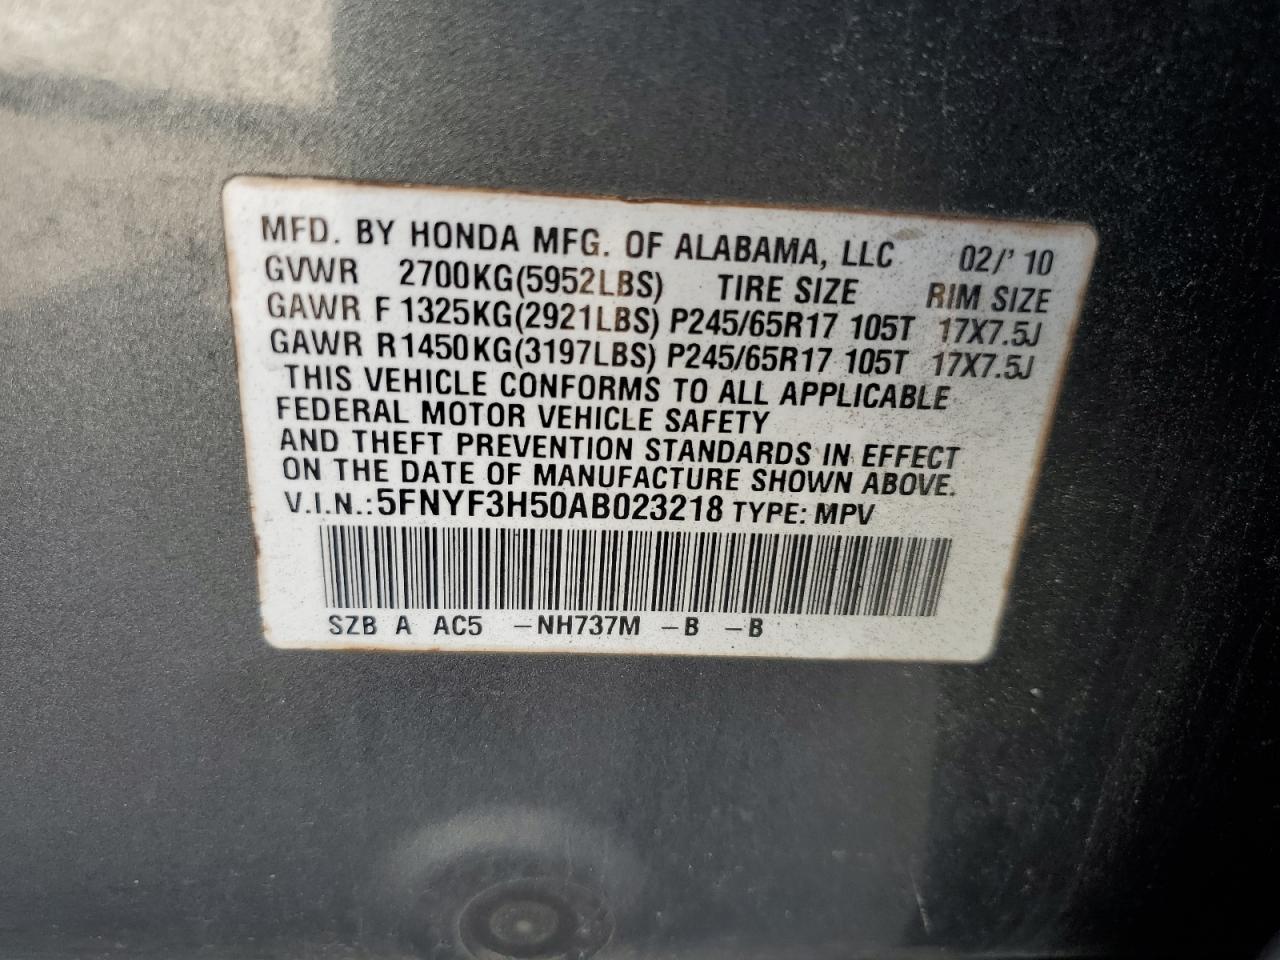 MFD. BY HONDA MFG. OF ALABAMA, LLC 02/' 10
GVWR 2700KG(5952LBS) TIRE SIZE RIM SIZE
GAWR F 1325KG(2921LBS) P245/65R17 105T 17X7.5J
GAWR R1450KG(3197LBS) P245/65R17 105T 17X7.5J
THIS VEHICLE CONFORMS TO ALL APPLICABLE
FEDERAL MOTOR VEHICLE SAFETY
AND THEFT PREVENTION STANDARDS IN EFFECT
ON THE DATE OF MANUFACTURE SHOWN ABOVE.
V.I.N.:5FNYF3H50AB023218 TYPE: MPV
SZB A AC5 -NH737M -B -B